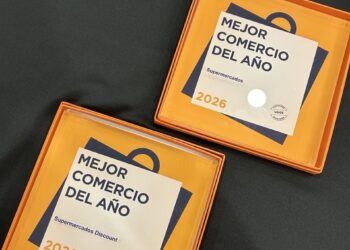 MEJOR
COMERCIO
DEL AÑO
Supermercados
2026
MEJOR
COMERCIO
DEL AÑO
Supermercados Discount